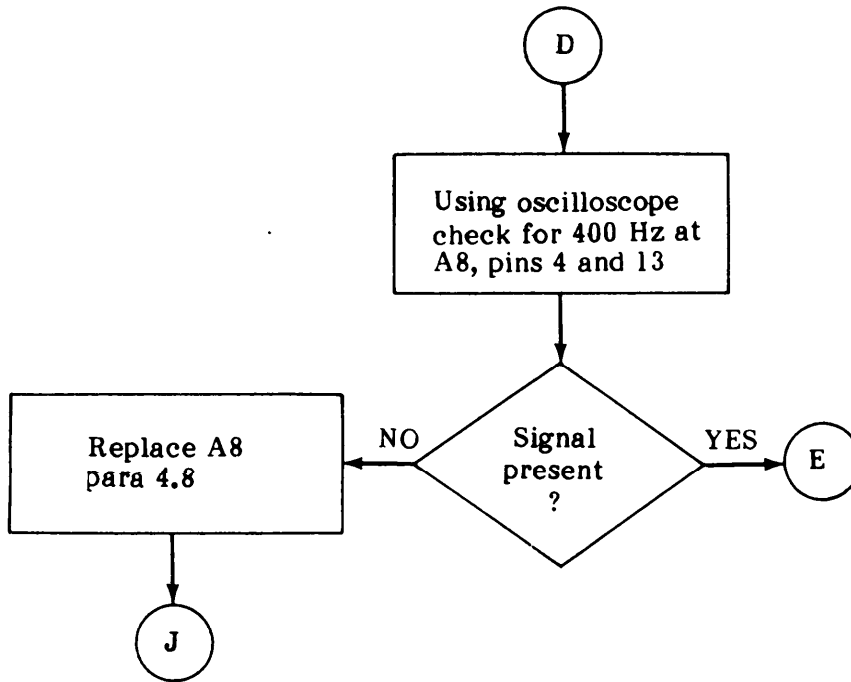 D
Using oscilloscope
check for 400 Hz at
A8, pins 4 and 13
Signal
present
?
NO
YES
Replace A8
para 4.8
E
J